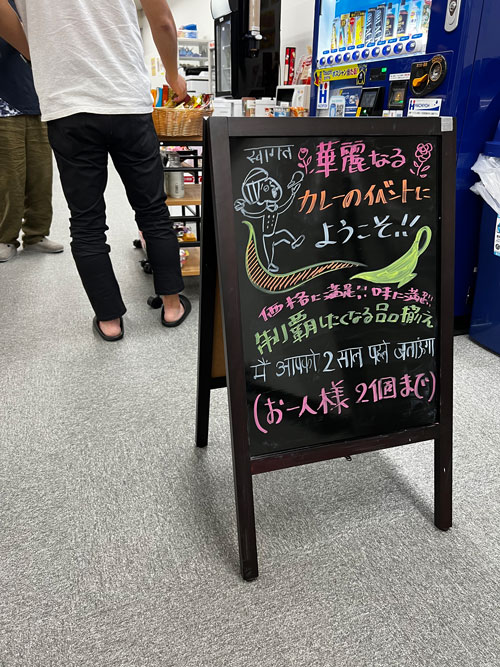 स्वागत
華麗なる
カレーのイベントに
ようこそ!!
価格に満足!! 味に満足!!
制覇したくなる品揃え
मैं आपको 2 साल पहले बताऊंगा
(お一人様 2個まで)